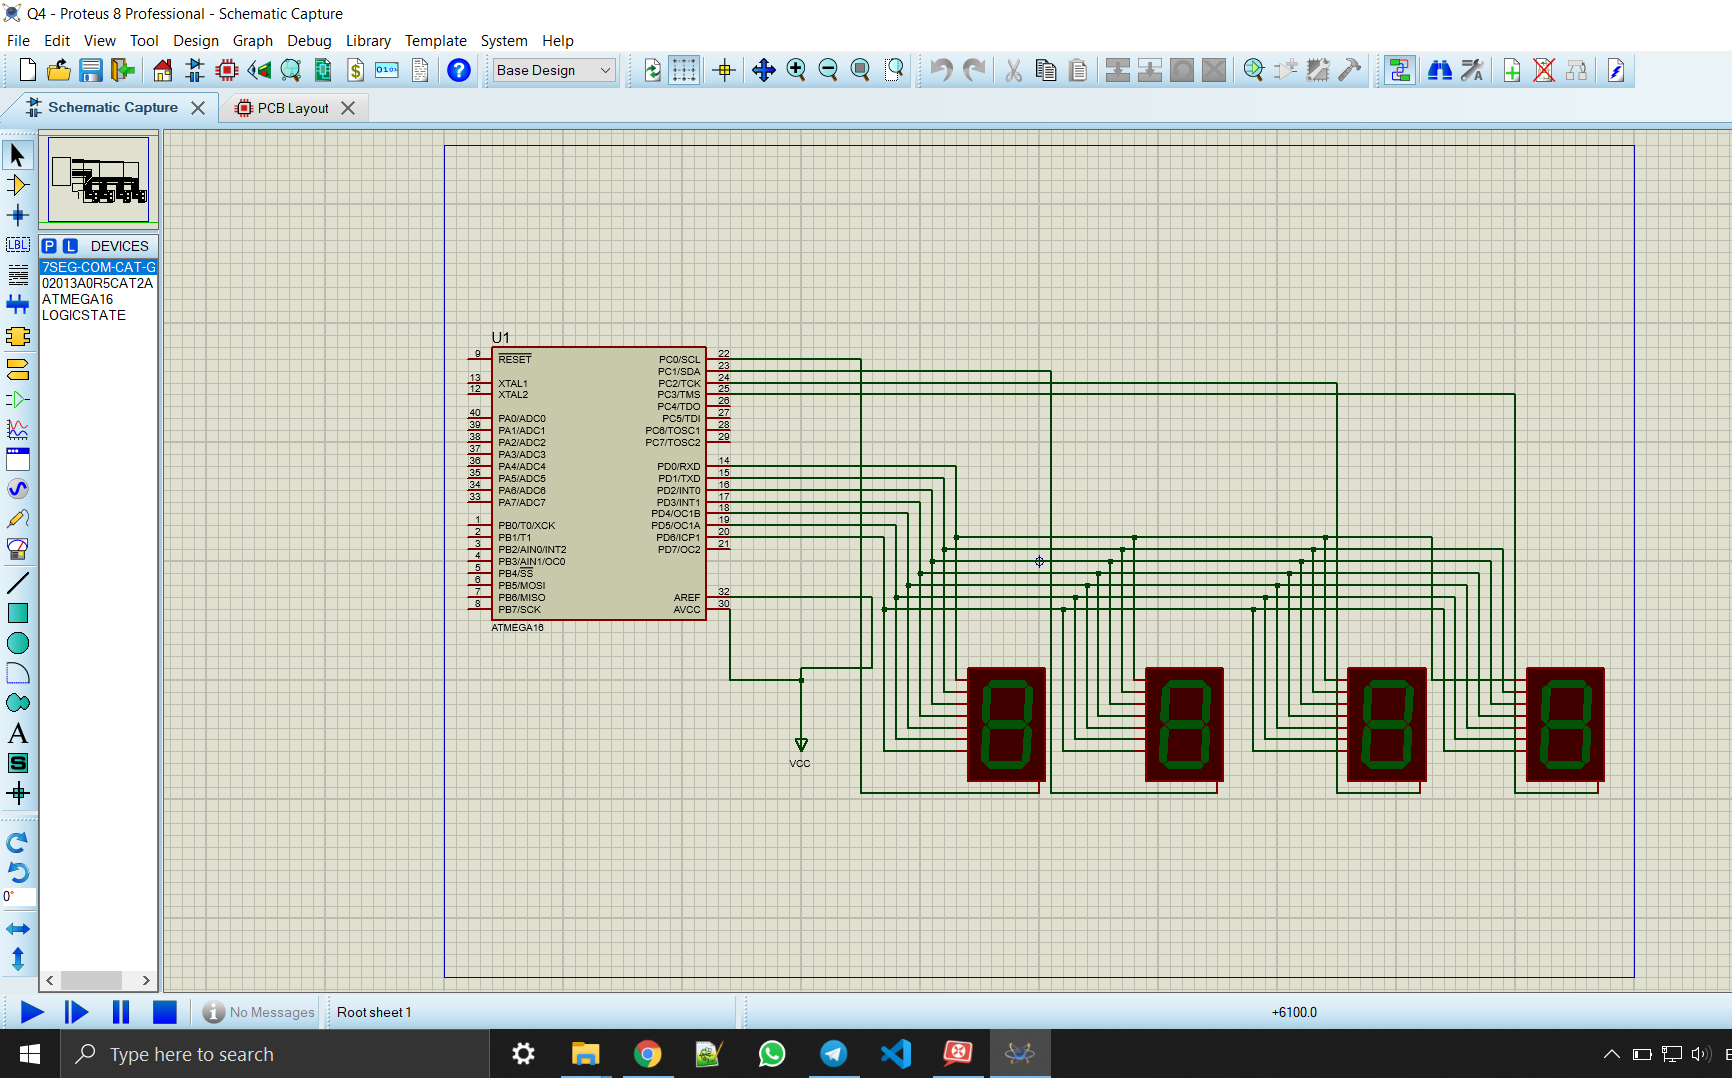 Q4 - Proteus 8 Professional - Schematic Capture
File Edit View Tool Design Graph Debug Library Template System Help
Base Design
Schematic Capture
PCB Layout
P L DEVICES
7SEG-COM-CAT-G
02013A0R5CAT2A
ATMEGA16
LOGICSTATE
LBL
A
S
0°
U1
9 RESET
13 XTAL1
12 XTAL2
40 PA0/ADC0
39 PA1/ADC1
38 PA2/ADC2
37 PA3/ADC3
36 PA4/ADC4
35 PA5/ADC5
34 PA6/ADC6
33 PA7/ADC7
1 PB0/T0/XCK
2 PB1/T1
3 PB2/AIN0/INT2
4 PB3/AIN1/OC0
5 PB4/SS
6 PB5/MOSI
7 PB6/MISO
8 PB7/SCK
PC0/SCL 22
PC1/SDA 23
PC2/TCK 24
PC3/TMS 25
PC4/TDO 26
PC5/TDI 27
PC6/TOSC1 28
PC7/TOSC2 29
PD0/RXD 14
PD1/TXD 15
PD2/INT0 16
PD3/INT1 17
PD4/OC1B 18
PD5/OC1A 19
PD6/ICP1 20
PD7/OC2 21
AREF 32
AVCC 30
ATMEGA16
VCC
No Messages
Root sheet 1
+6100.0
Type here to search